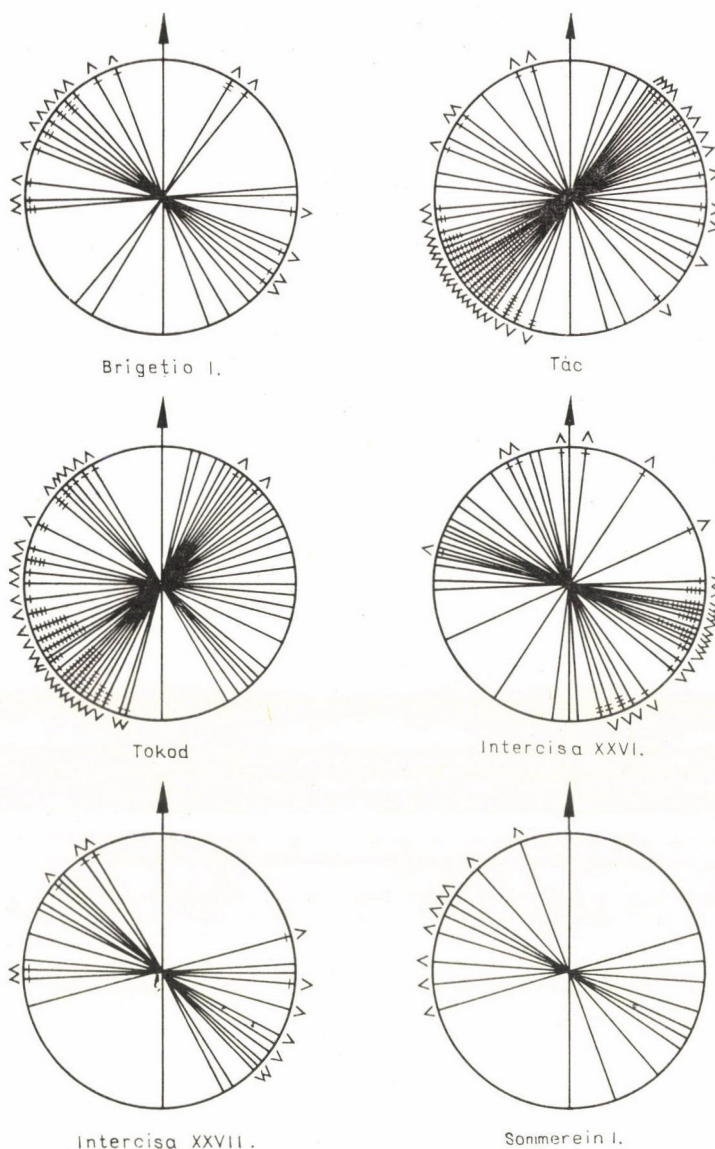 Brigetio I.
Tác
Tokod
Intercisa XXVI.
Intercisa XXVII.
Sommerein I.